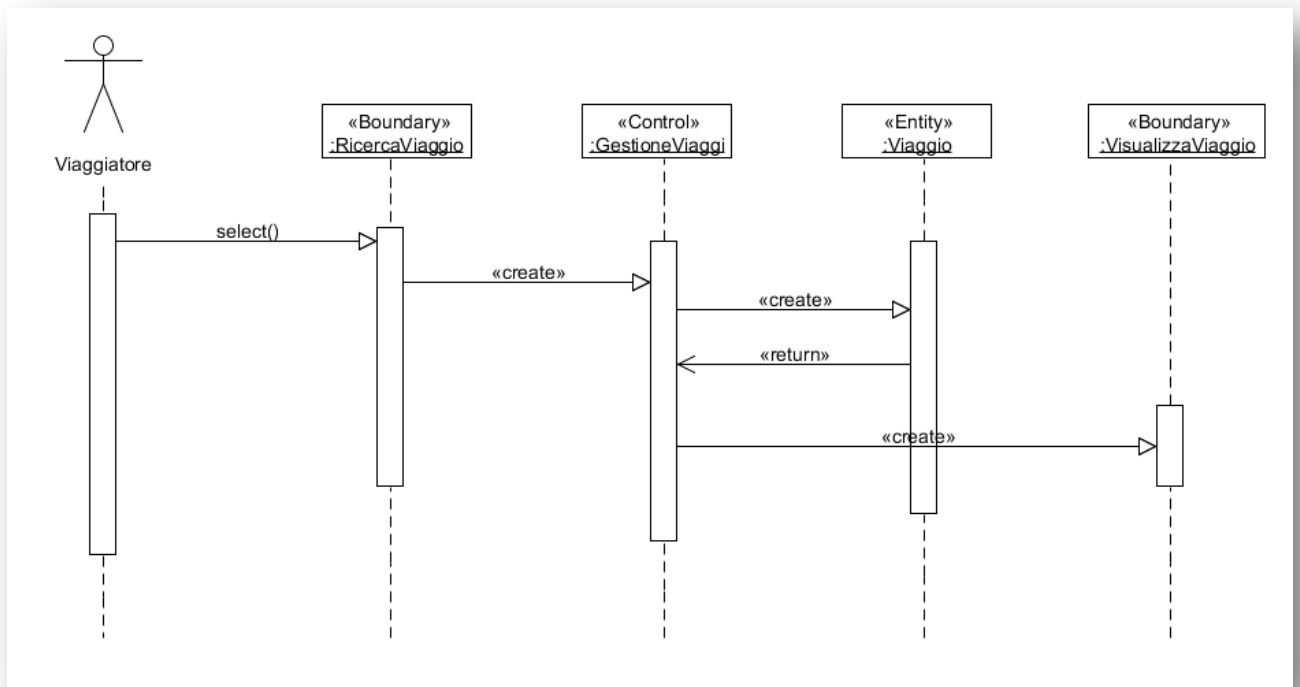 Viaggiatore
«Boundary»
:RicercaViaggio
«Control»
:GestioneViaggi
«Entity»
:Viaggio
«Boundary»
:VisualizzaViaggio
select()
«create»
«create»
«return»
«create»